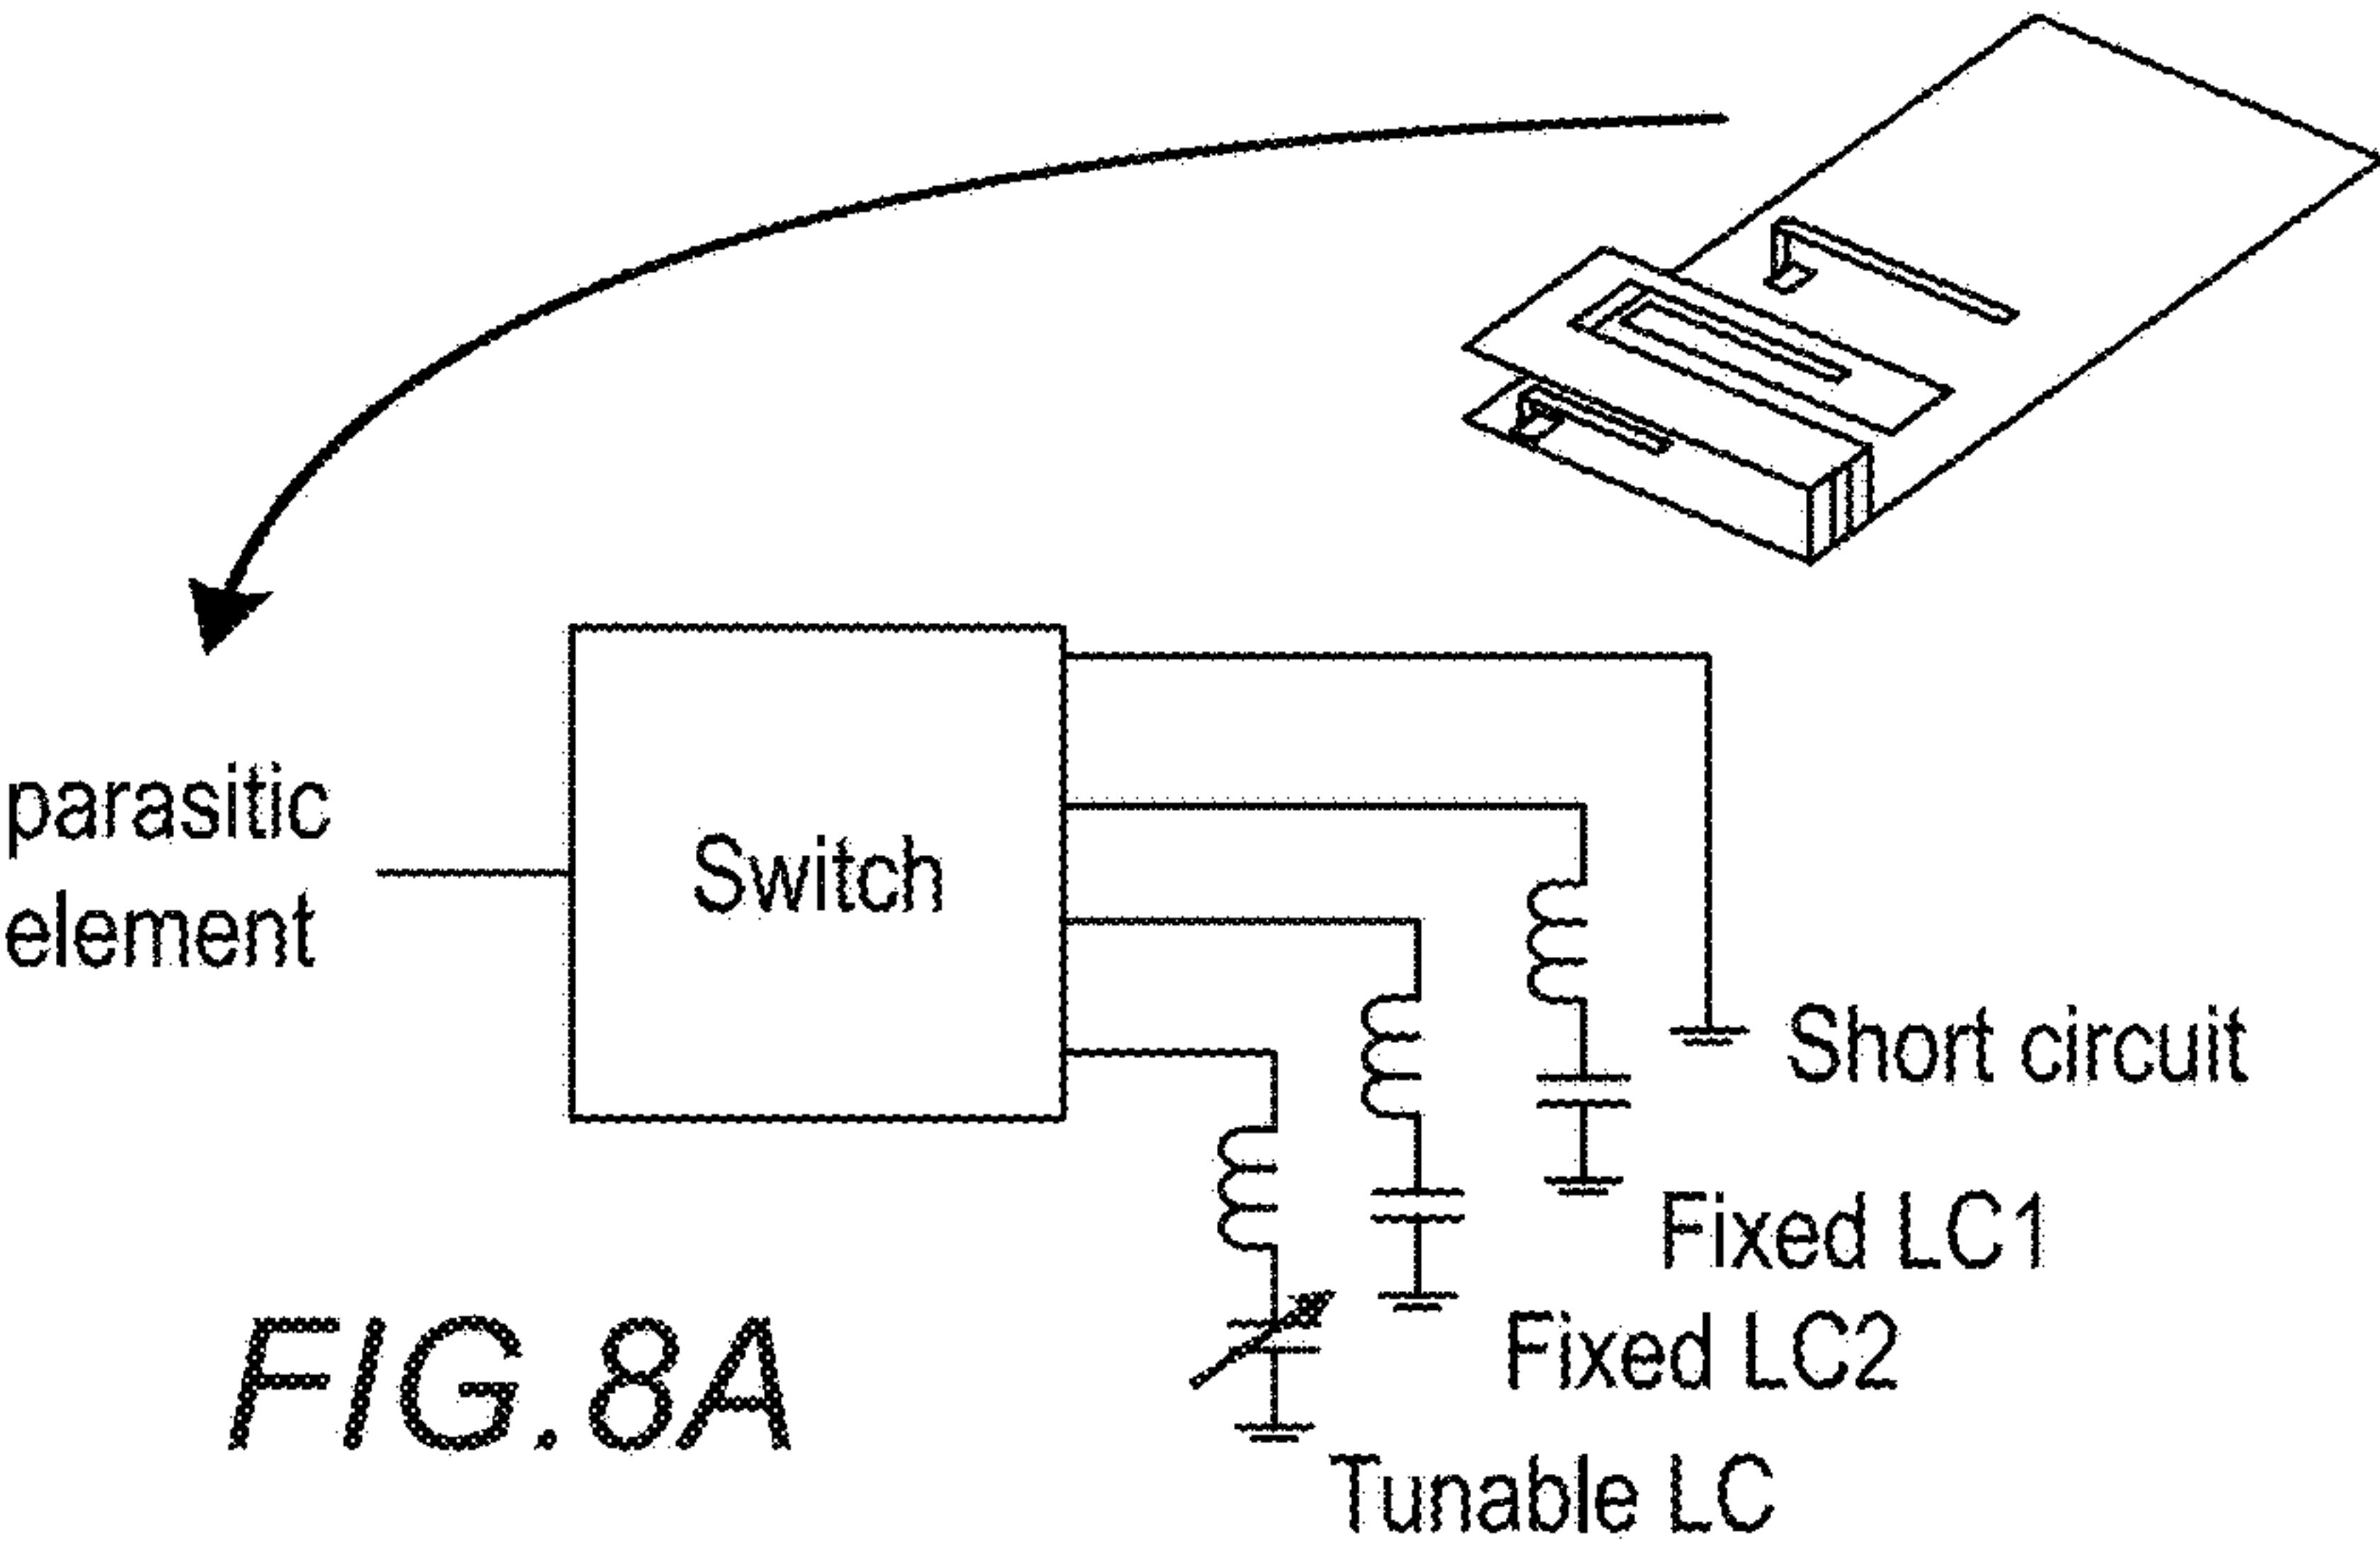 parasitic
element
Switch
Short circuit
Fixed LC1
Fixed LC2
Tunable LC
FIG.8A